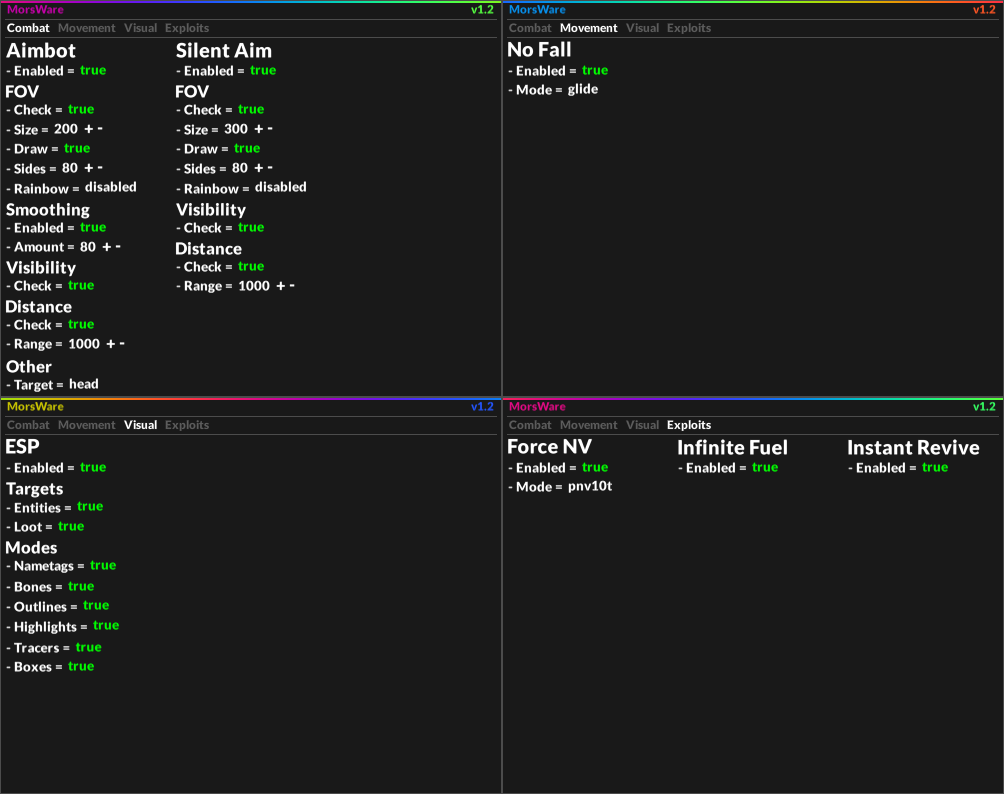 MorsWare v1.2
Combat Movement Visual Exploits
Aimbot
- Enabled = true
FOV
- Check = true
- Size = 200 + -
- Draw = true
- Sides = 80 + -
- Rainbow = disabled
Smoothing
- Enabled = true
- Amount = 80 + -
Visibility
- Check = true
Distance
- Check = true
- Range = 1000 + -
Other
- Target = head
Silent Aim
- Enabled = true
FOV
- Check = true
- Size = 300 + -
- Draw = true
- Sides = 80 + -
- Rainbow = disabled
Visibility
- Check = true
Distance
- Check = true
- Range = 1000 + -
MorsWare v1.2
Combat Movement Visual Exploits
No Fall
- Enabled = true
- Mode = glide
MorsWare v1.2
Combat Movement Visual Exploits
ESP
- Enabled = true
Targets
- Entities = true
- Loot = true
Modes
- Nametags = true
- Bones = true
- Outlines = true
- Highlights = true
- Tracers = true
- Boxes = true
MorsWare v1.2
Combat Movement Visual Exploits
Force NV
- Enabled = true
- Mode = pnv10t
Infinite Fuel
- Enabled = true
Instant Revive
- Enabled = true